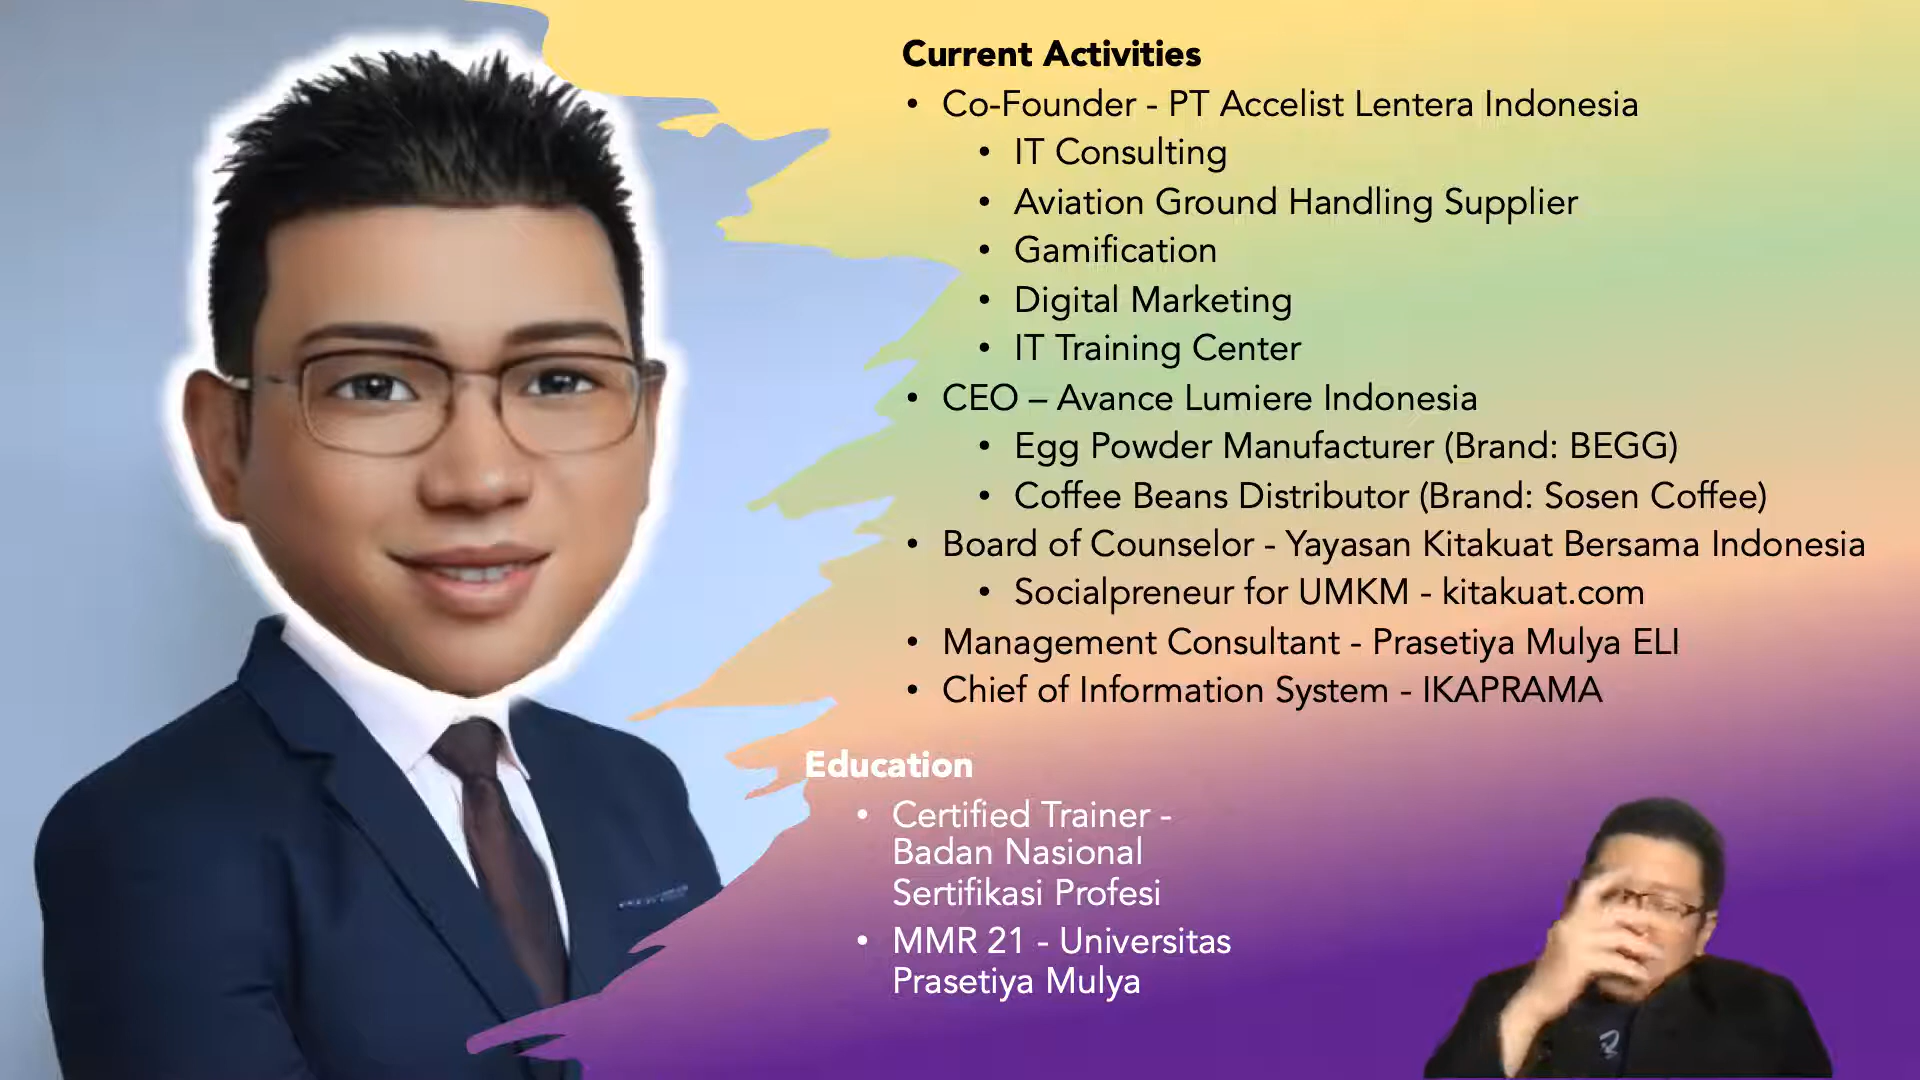 Current Activities
• Co-Founder - PT Accelist Lentera Indonesia
• IT Consulting
• Aviation Ground Handling Supplier
• Gamification
• Digital Marketing
• IT Training Center
• CEO – Avance Lumiere Indonesia
• Egg Powder Manufacturer (Brand: BEGG)
• Coffee Beans Distributor (Brand: Sosen Coffee)
• Board of Counselor - Yayasan Kitakuat Bersama Indonesia
• Socialpreneur for UMKM - kitakuat.com
• Management Consultant - Prasetiya Mulya ELI
• Chief of Information System - IKAPRAMA
Education
• Certified Trainer -
Badan Nasional
Sertifikasi Profesi
• MMR 21 - Universitas
Prasetiya Mulya